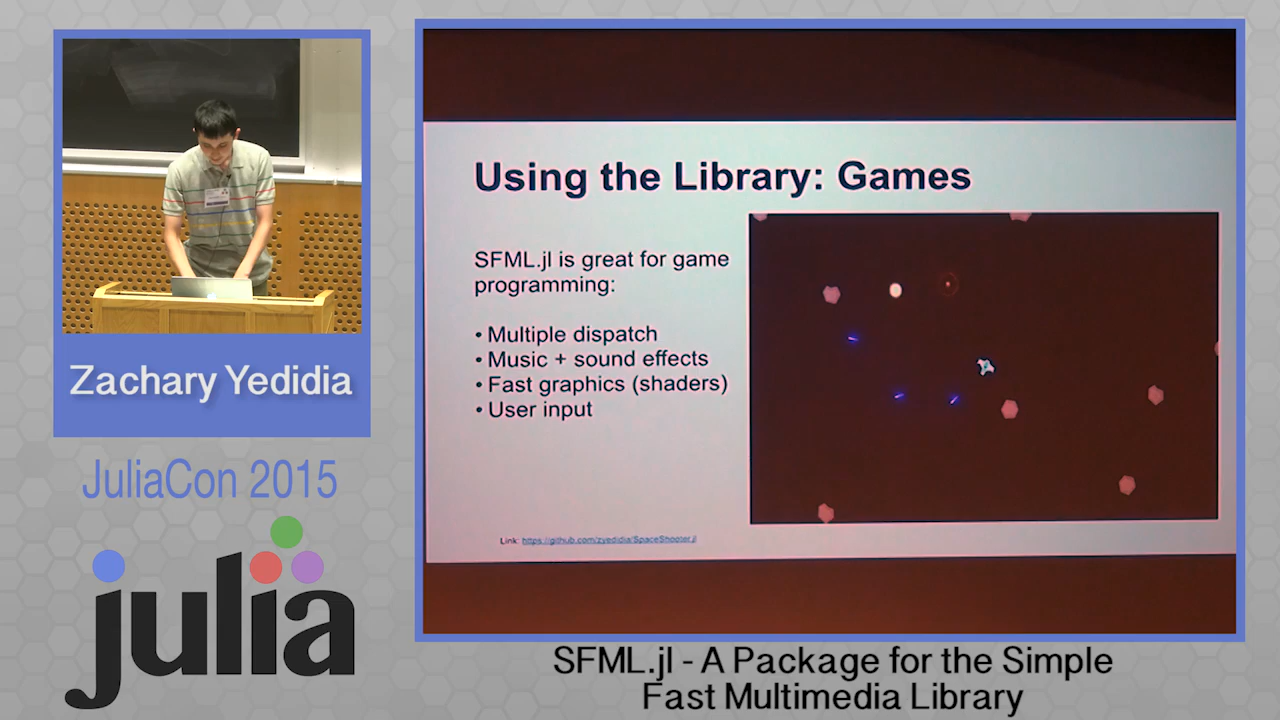 Using the Library: Games
SFML.jl is great for game
programming:
• Multiple dispatch
• Music + sound effects
• Fast graphics (shaders)
• User input
Link: https://github.com/zyedidia/SpaceShooter.jl
Zachary Yedidia
JuliaCon 2015
julia
SFML.jl - A Package for the Simple
Fast Multimedia Library